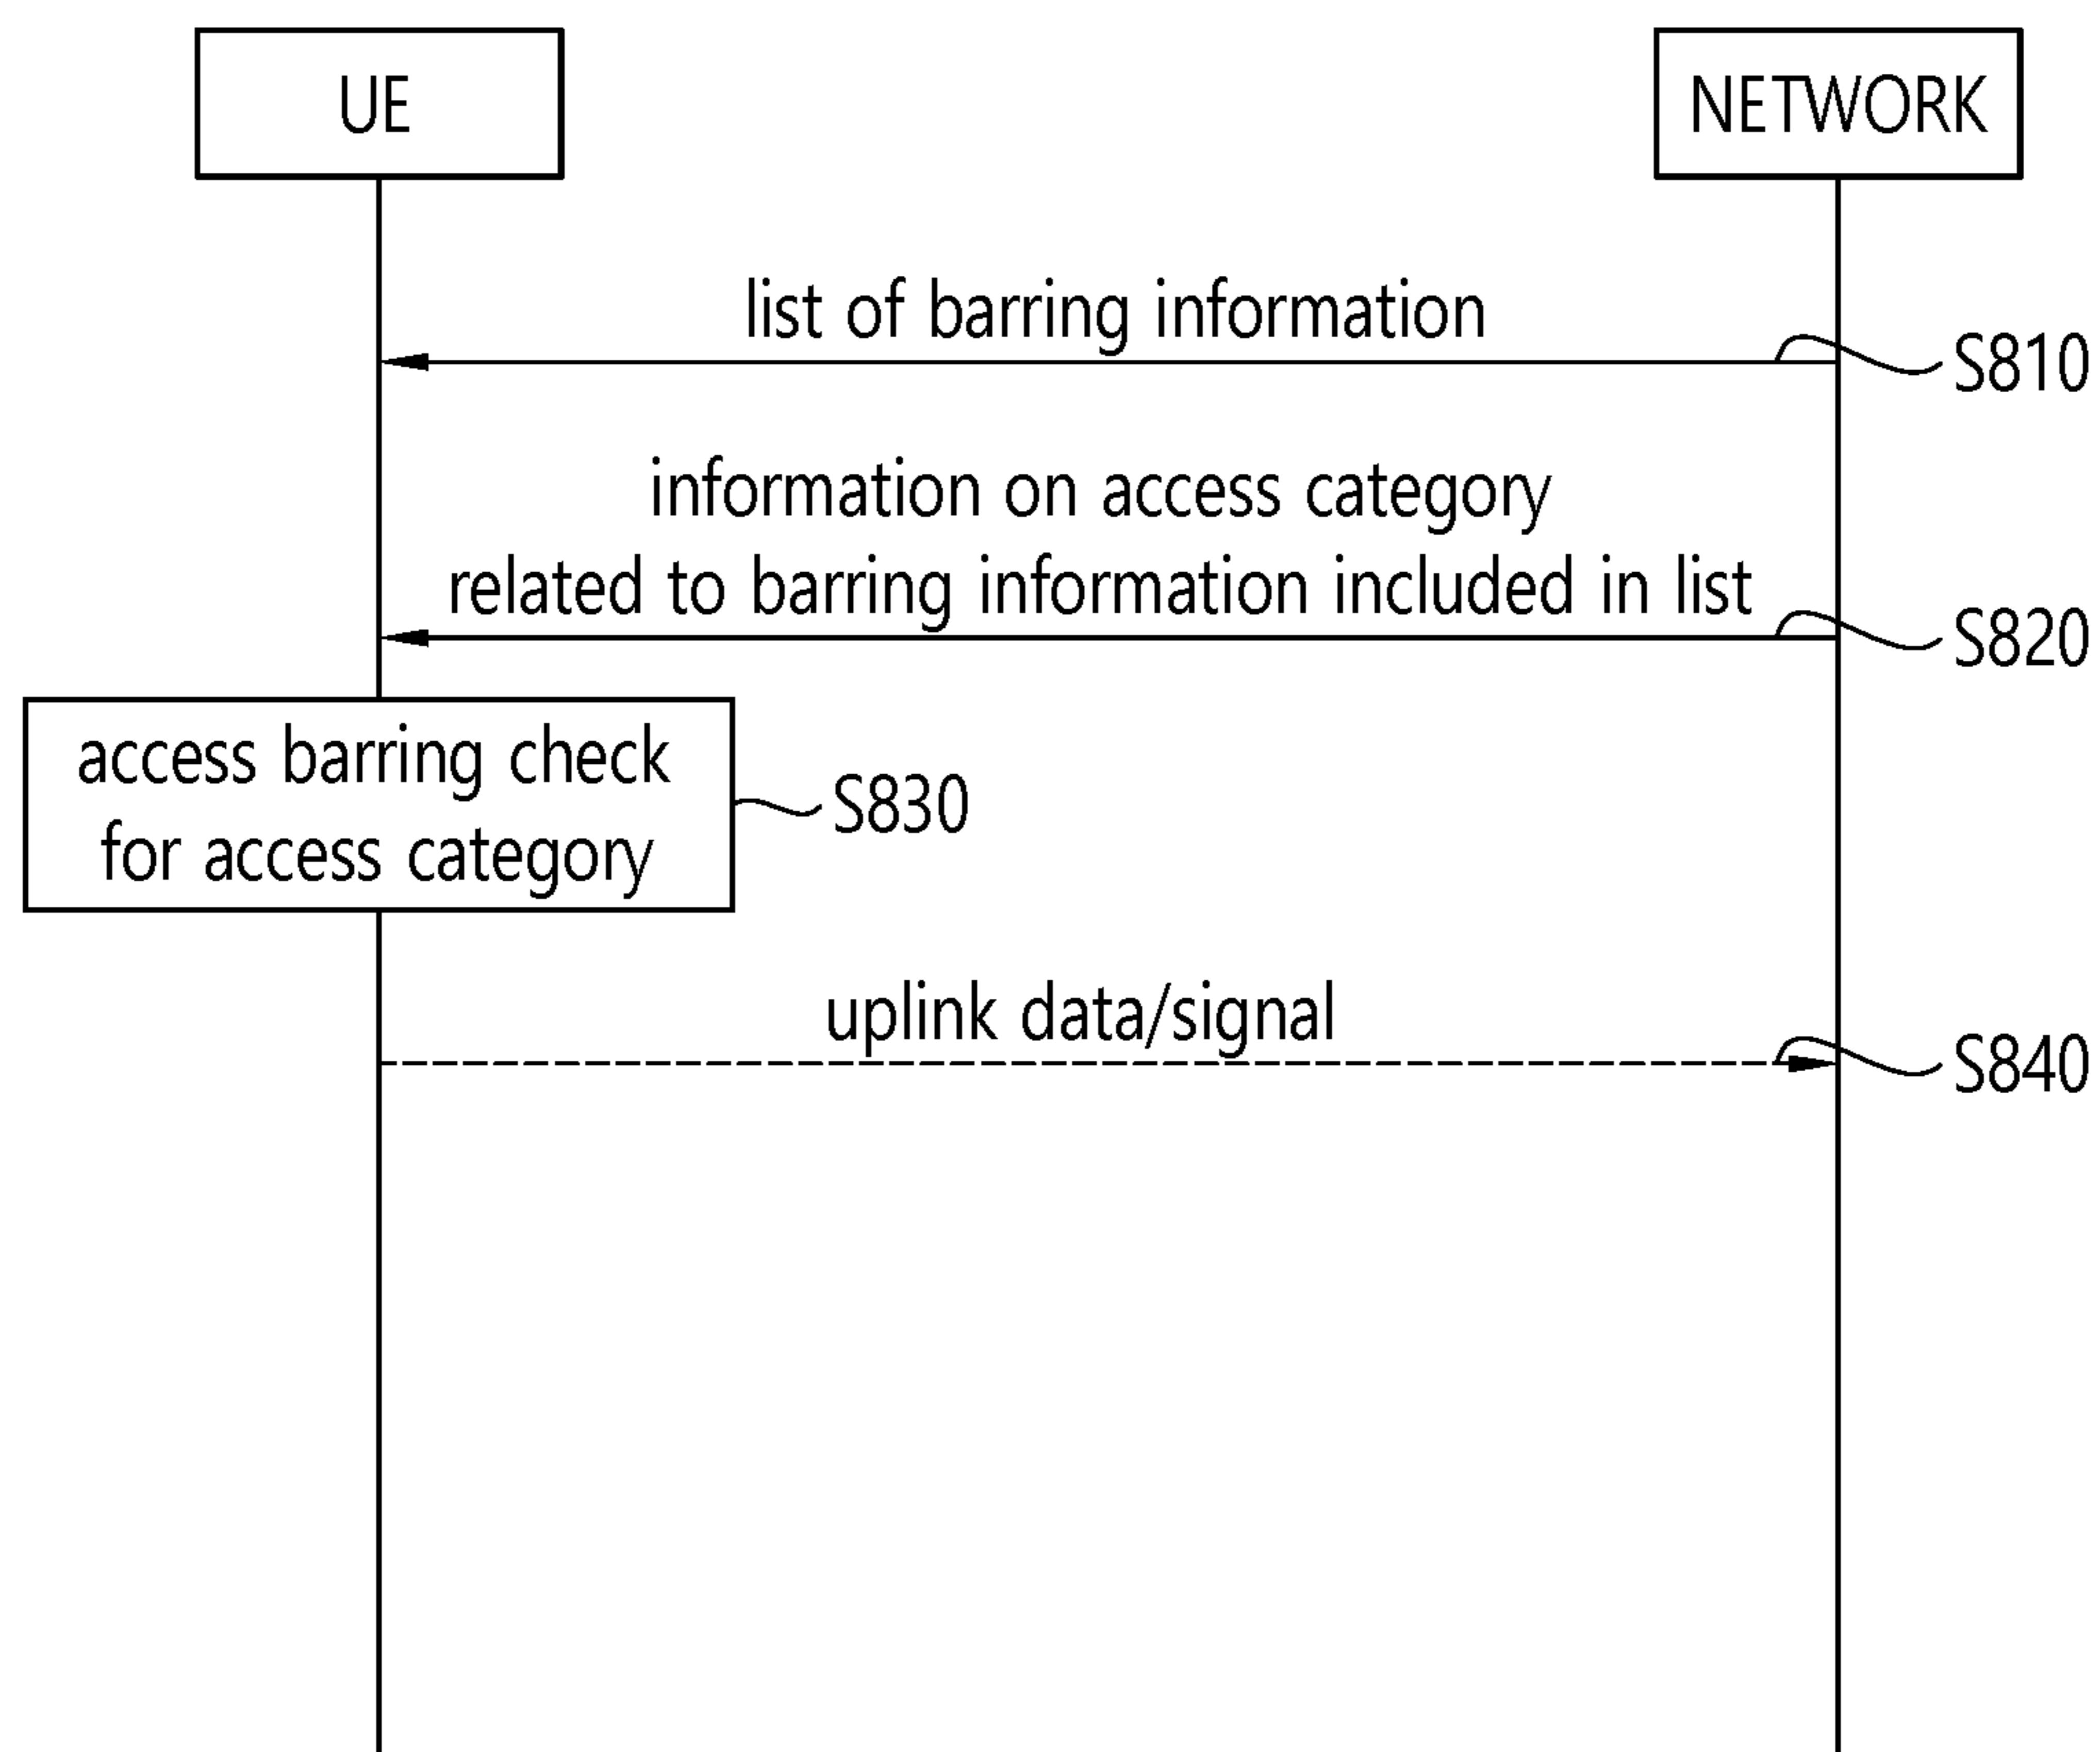 UE
NETWORK
list of barring information
S810
information on access category
related to barring information included in list
S820
access barring check
for access category
S830
uplink data/signal
S840